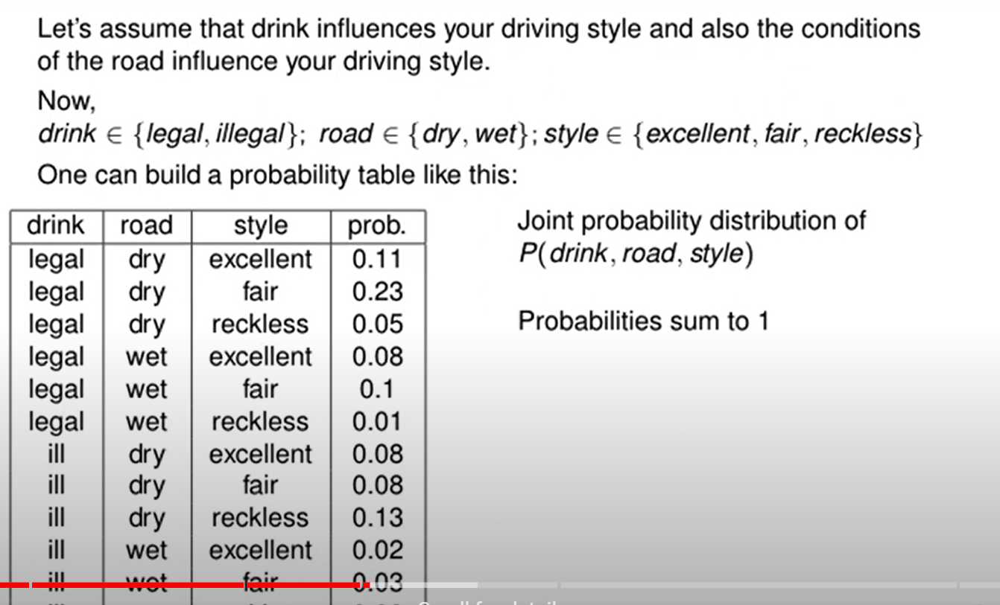 Let's assume that drink influences your driving style and also the conditions
of the road influence your driving style.
Now,
drink ∈ {legal, illegal}; road ∈ {dry, wet}; style ∈ {excellent, fair, reckless}
One can build a probability table like this:
drink road style prob.
legal dry excellent 0.11
legal dry fair 0.23
legal dry reckless 0.05
legal wet excellent 0.08
legal wet fair 0.1
legal wet reckless 0.01
ill dry excellent 0.08
ill dry fair 0.08
ill dry reckless 0.13
ill wet excellent 0.02
ill wet fair 0.03
Joint probability distribution of
P(drink, road, style)
Probabilities sum to 1